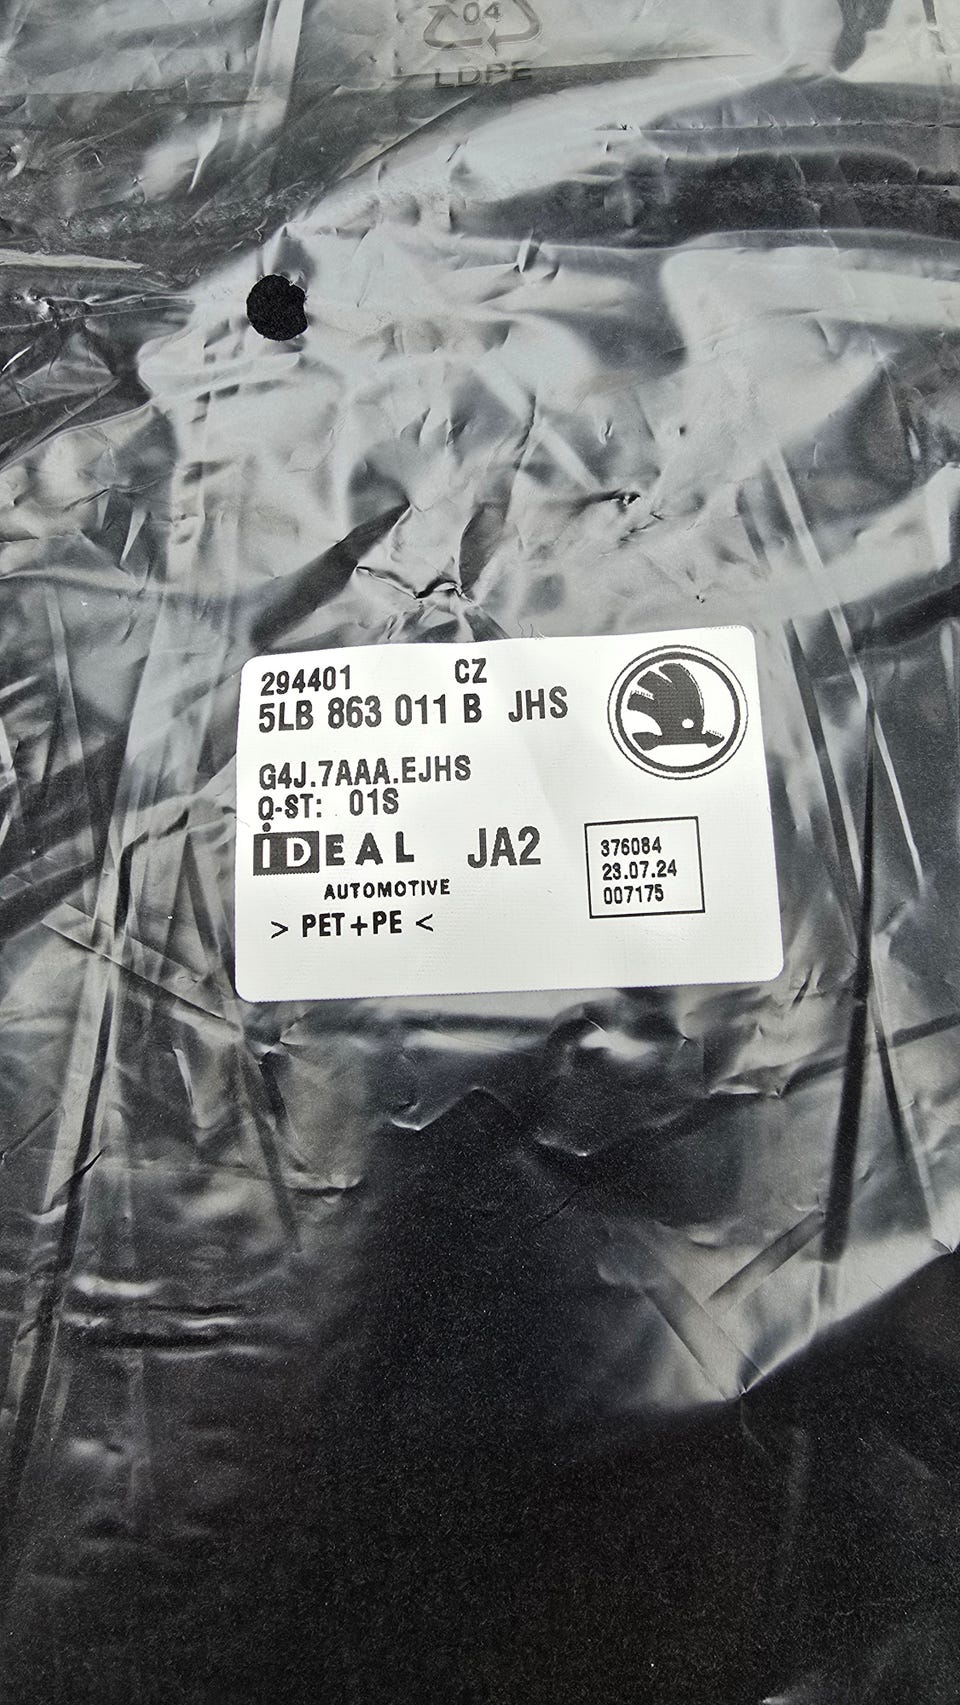 04
LDPE
294401 CZ
5LB 863 011 B JHS
G4J.7AAA.EJHS
Q-ST: 01S
IDEAL JA2
AUTOMOTIVE
> PET+PE <
376084
23.07.24
007175